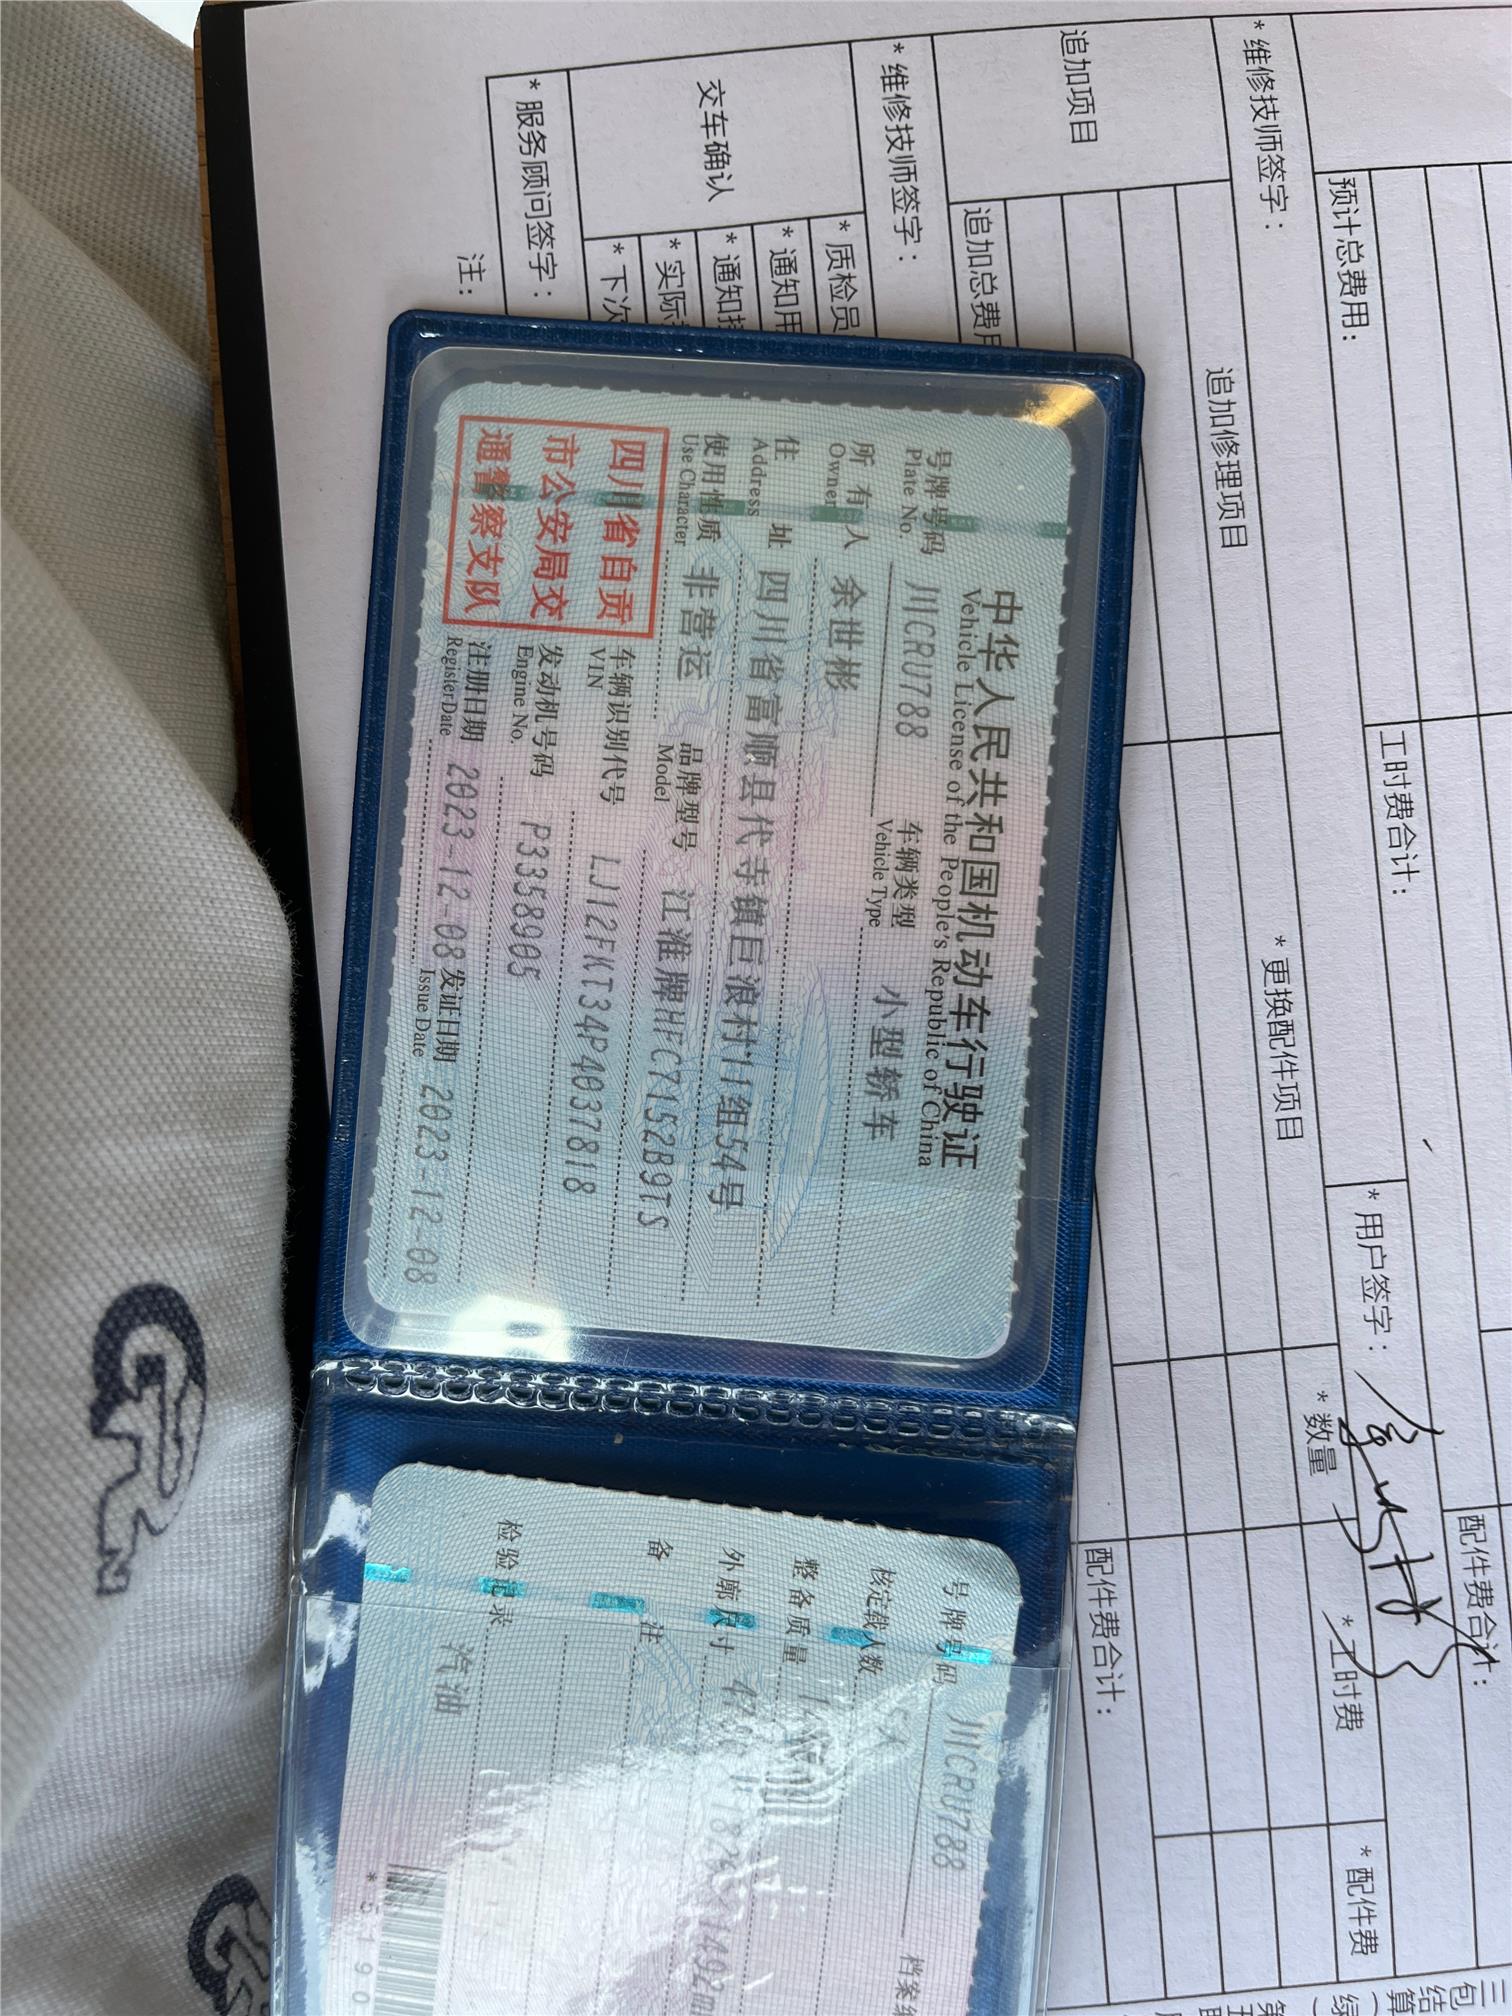 中华人民共和国机动车行驶证
Vehicle License of the People's Republic of China
号牌号码 川CRU788 车辆类型 小型轿车
Plate No. Vehicle Type
所有人 余世彬
Owner
住址 四川省富顺县代寺镇巨浪村11组54号
Address
使用性质 非营运 品牌型号 江淮牌HFC7152B9TS
Use Character Model
四川省自贡
市公安局交
通警察支队
车辆识别代号 LJ12FKT34P4037818
VIN
发动机号码 P3358905
Engine No.
注册日期 2023-12-08 发证日期 2023-12-08
Register Date Issue Date
号牌号码 川CRU788 档案
核定载人数 5人
整备质量
外廓尺寸
备注
检验记录
汽油
*5190
预计总费用: 工时费合计: 配件费合计:
*维修技师签字: *用户签字:
追加项目
追加修理项目 *更换配件项目 *数量 *工时费 *配件费
追加总费用 配件费合计:
*维修技师签字:
交车确认
*质检员
*通知用
*通知
*实际
*下次
*服务顾问签字:
注:
三包
结算